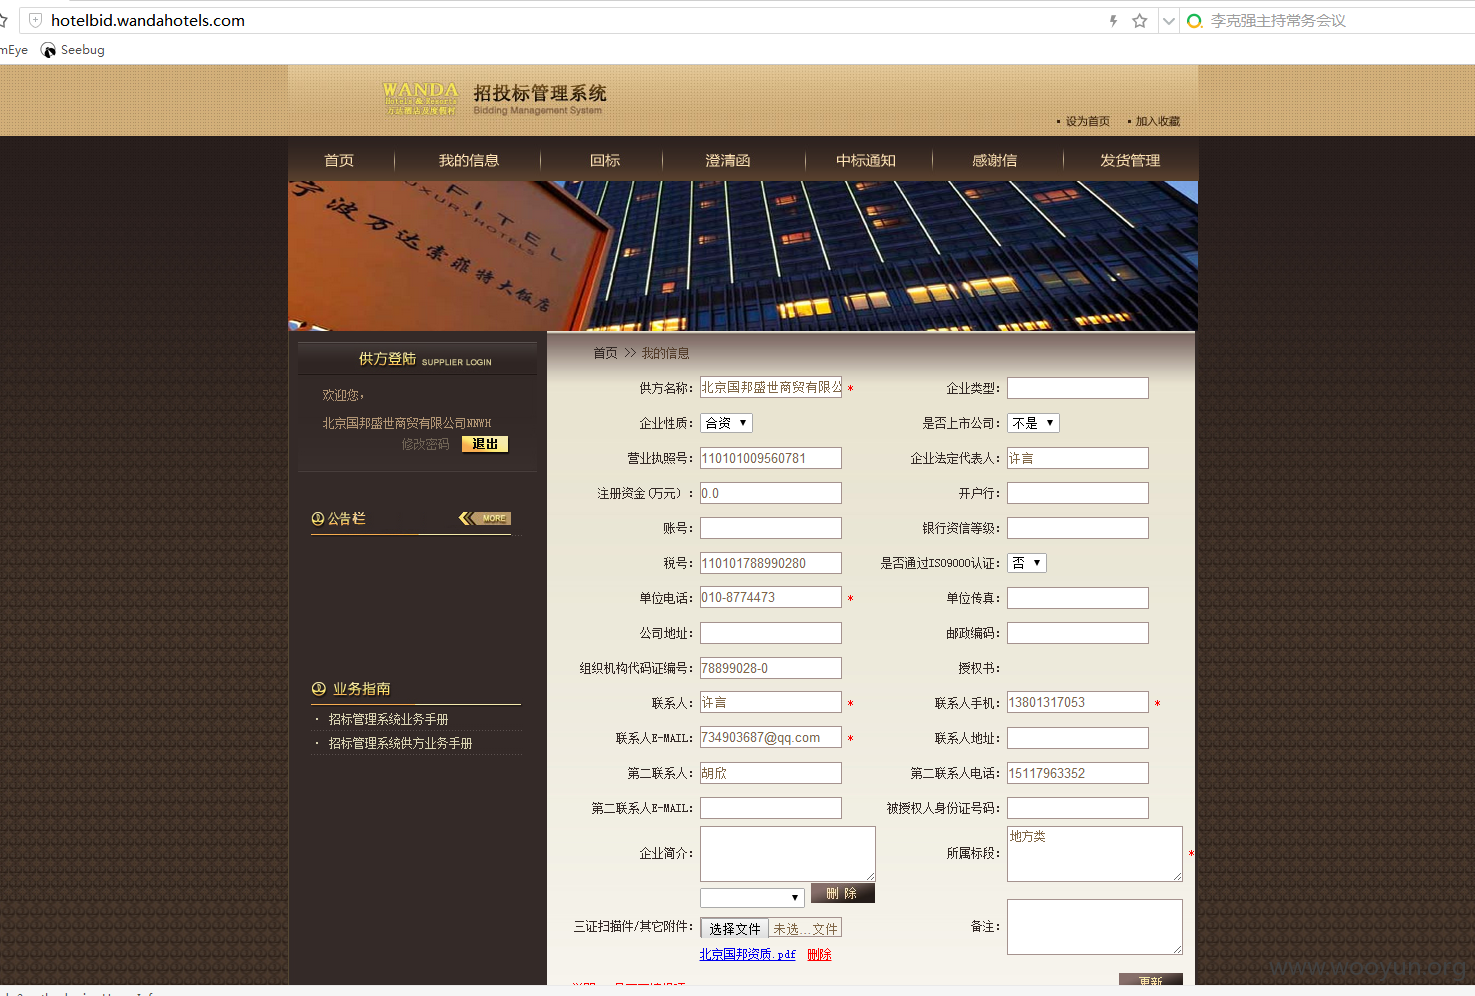 hotelbid.wandahotels.com
李克强主持常务会议
mEye Seebug
WANDA
Hotels & Resorts
万达酒店及度假村
招投标管理系统
Bidding Management System
设为首页 加入收藏
首页 我的信息 回标 澄清函 中标通知 感谢信 发货管理
FITEL
LUXURY HOTELS
宁波万达索菲特大饭店
供方登陆 SUPPLIER LOGIN
欢迎您，
北京国邦盛世商贸有限公司NNWH
修改密码 退出
公告栏 MORE
业务指南
· 招标管理系统业务手册
· 招标管理系统供方业务手册
首页 >> 我的信息
供方名称： 北京国邦盛世商贸有限公 * 企业类型：
企业性质： 合资 是否上市公司： 不是
营业执照号： 110101009560781 企业法定代表人： 许言
注册资金(万元)： 0.0 开户行：
账号： 银行资信等级：
税号： 110101788990280 是否通过ISO9000认证： 否
单位电话： 010-8774473 * 单位传真：
公司地址： 邮政编码：
组织机构代码证编号： 78899028-0 授权书：
联系人： 许言 * 联系人手机： 13801317053 *
联系人E-MAIL： 734903687@qq.com * 联系人地址：
第二联系人： 胡欣 第二联系人电话： 15117963352
第二联系人E-MAIL： 被授权人身份证号码：
企业简介： 所属标段： 地方类 *
删 除
三证扫描件/其它附件： 选择文件 未选...文件 备注：
北京国邦资质.pdf 删除
更新
www.wooyun.org